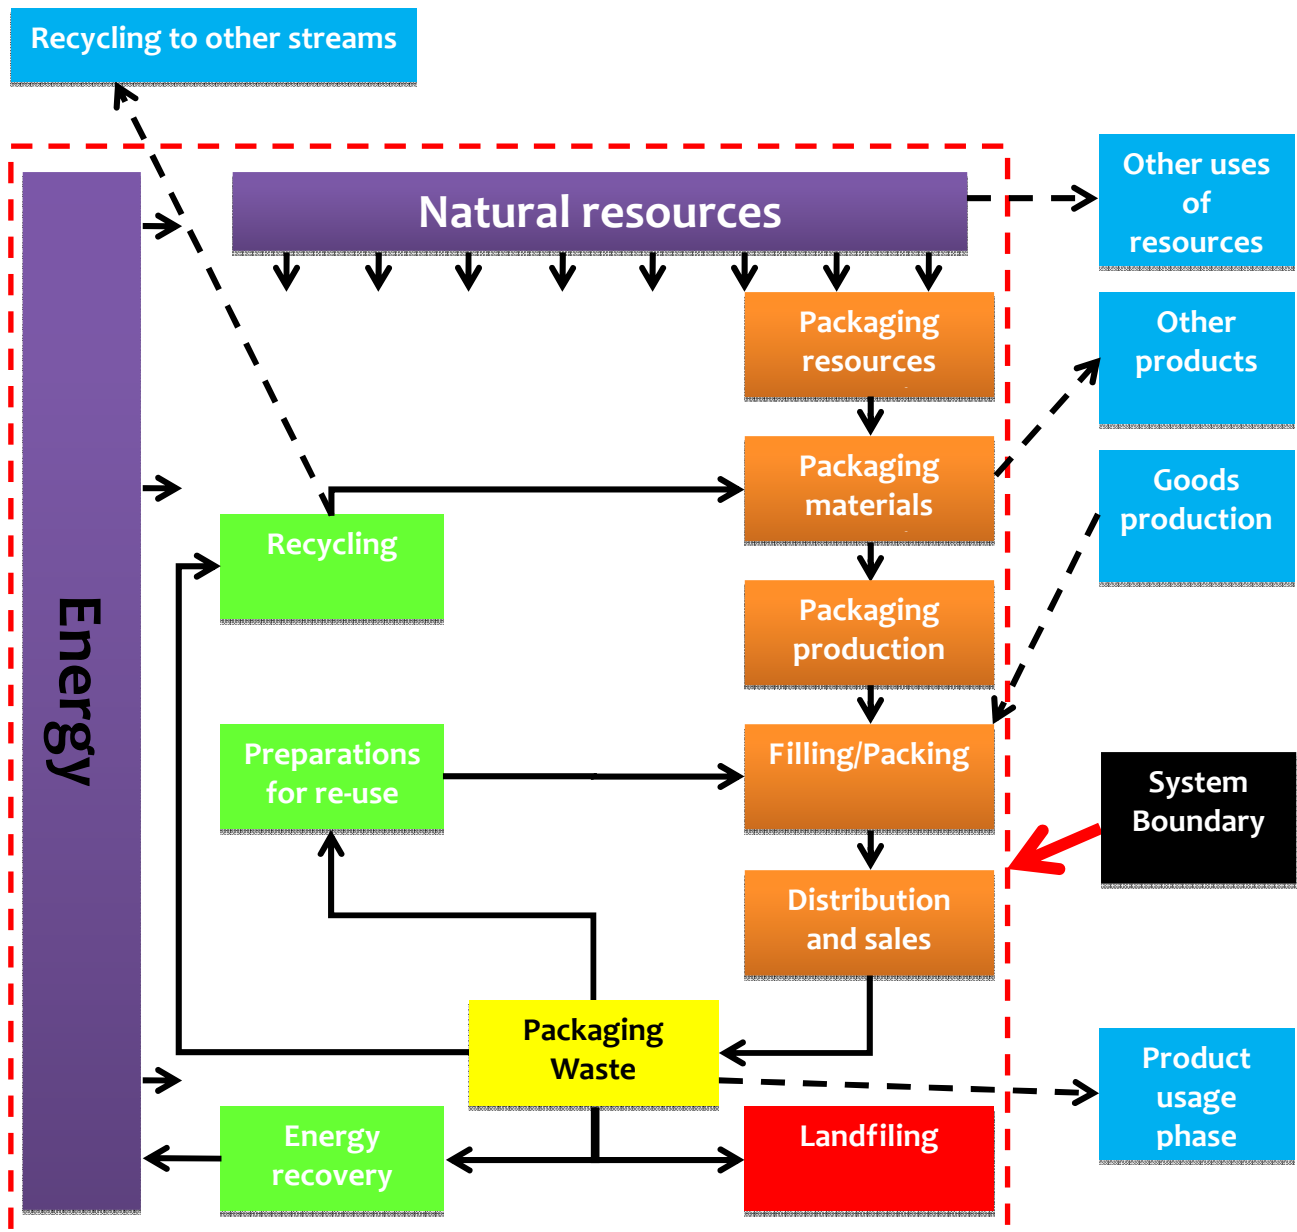 Recycling to other streams
Natural resources
Other uses
of
resources
Packaging
resources
Other
products
Packaging
materials
Goods
production
Recycling
Energy
Packaging
production
Preparations
for re-use
Filling/Packing
System
Boundary
Distribution
and sales
Packaging
Waste
Product
usage
phase
Energy
recovery
Landfiling